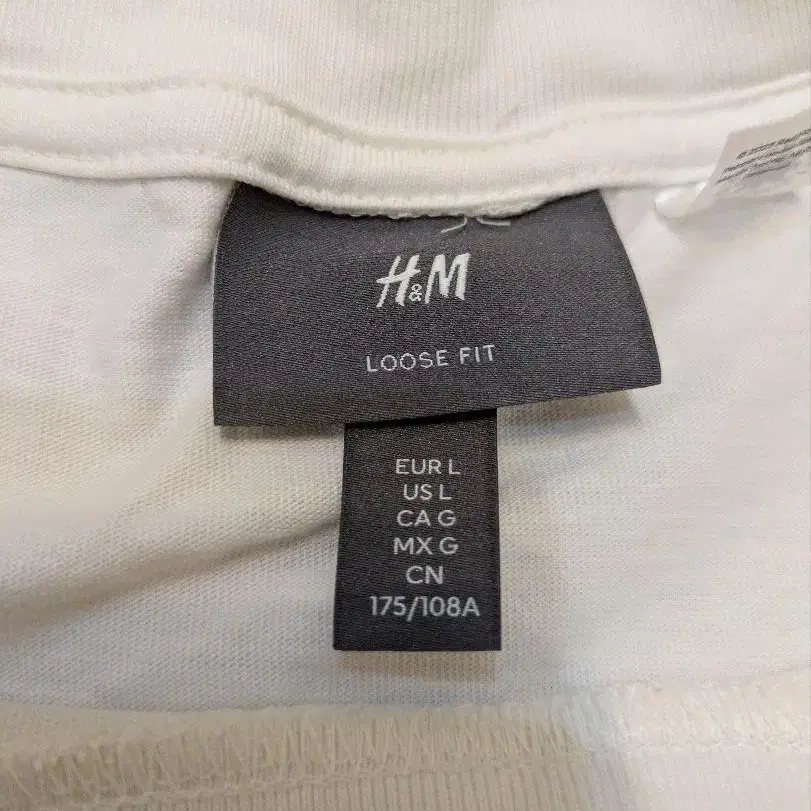 H&M
LOOSE FIT
EUR L
US L
CA G
MX G
CN
175/108A